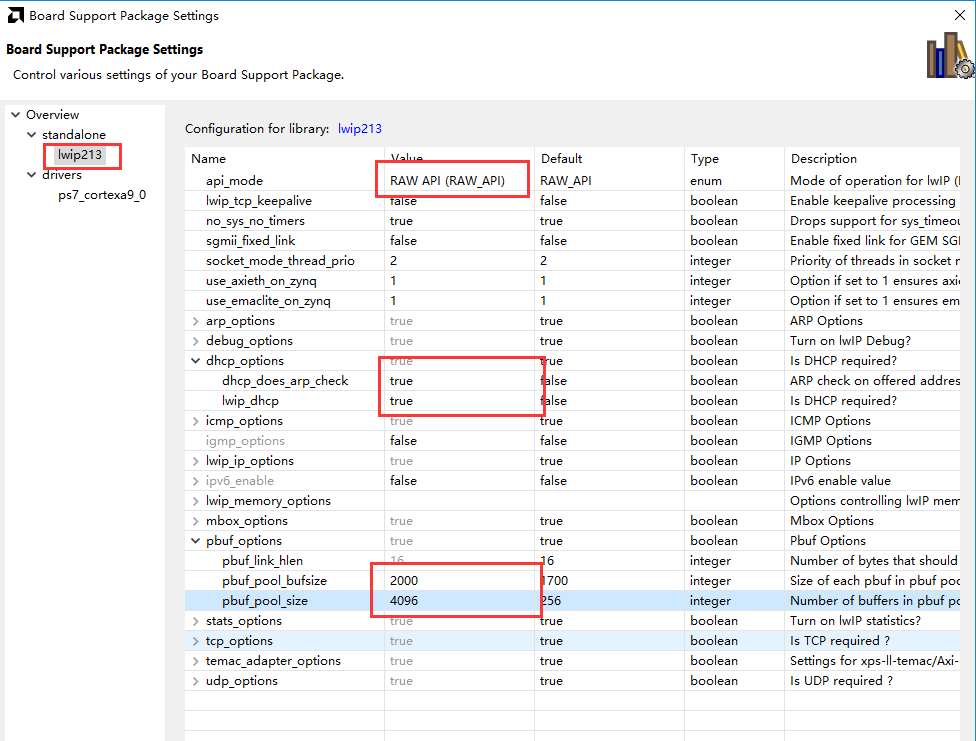 Board Support Package Settings
Board Support Package Settings
Control various settings of your Board Support Package.
Overview
standalone
lwip213
drivers
ps7_cortexa9_0
Configuration for library: lwip213
Name Value Default Type Description
api_mode RAW API (RAW_API) RAW_API enum Mode of operation for lwIP (
lwip_tcp_keepalive false false boolean Enable keepalive processing
no_sys_no_timers true true boolean Drops support for sys_timeou
sgmii_fixed_link false false boolean Enable fixed link for GEM SG
socket_mode_thread_prio 2 2 integer Priority of threads in socket
use_axieth_on_zynq 1 1 integer Option if set to 1 ensures axie
use_emaclite_on_zynq 1 1 integer Option if set to 1 ensures em
arp_options true true boolean ARP Options
debug_options true true boolean Turn on lwIP Debug?
dhcp_options true true boolean Is DHCP required?
dhcp_does_arp_check true false boolean ARP check on offered addres
lwip_dhcp true false boolean Is DHCP required?
icmp_options true true boolean ICMP Options
igmp_options false false boolean IGMP Options
lwip_ip_options true true boolean IP Options
ipv6_enable false false boolean IPv6 enable value
lwip_memory_options Options controlling lwIP mem
mbox_options true true boolean Mbox Options
pbuf_options true true boolean Pbuf Options
pbuf_link_hlen 16 16 integer Number of bytes that should
pbuf_pool_bufsize 2000 1700 integer Size of each pbuf in pbuf poo
pbuf_pool_size 4096 256 integer Number of buffers in pbuf po
stats_options true true boolean Turn on lwIP statistics?
tcp_options true true boolean Is TCP required ?
temac_adapter_options true true boolean Settings for xps-ll-temac/Axi-
udp_options true true boolean Is UDP required ?